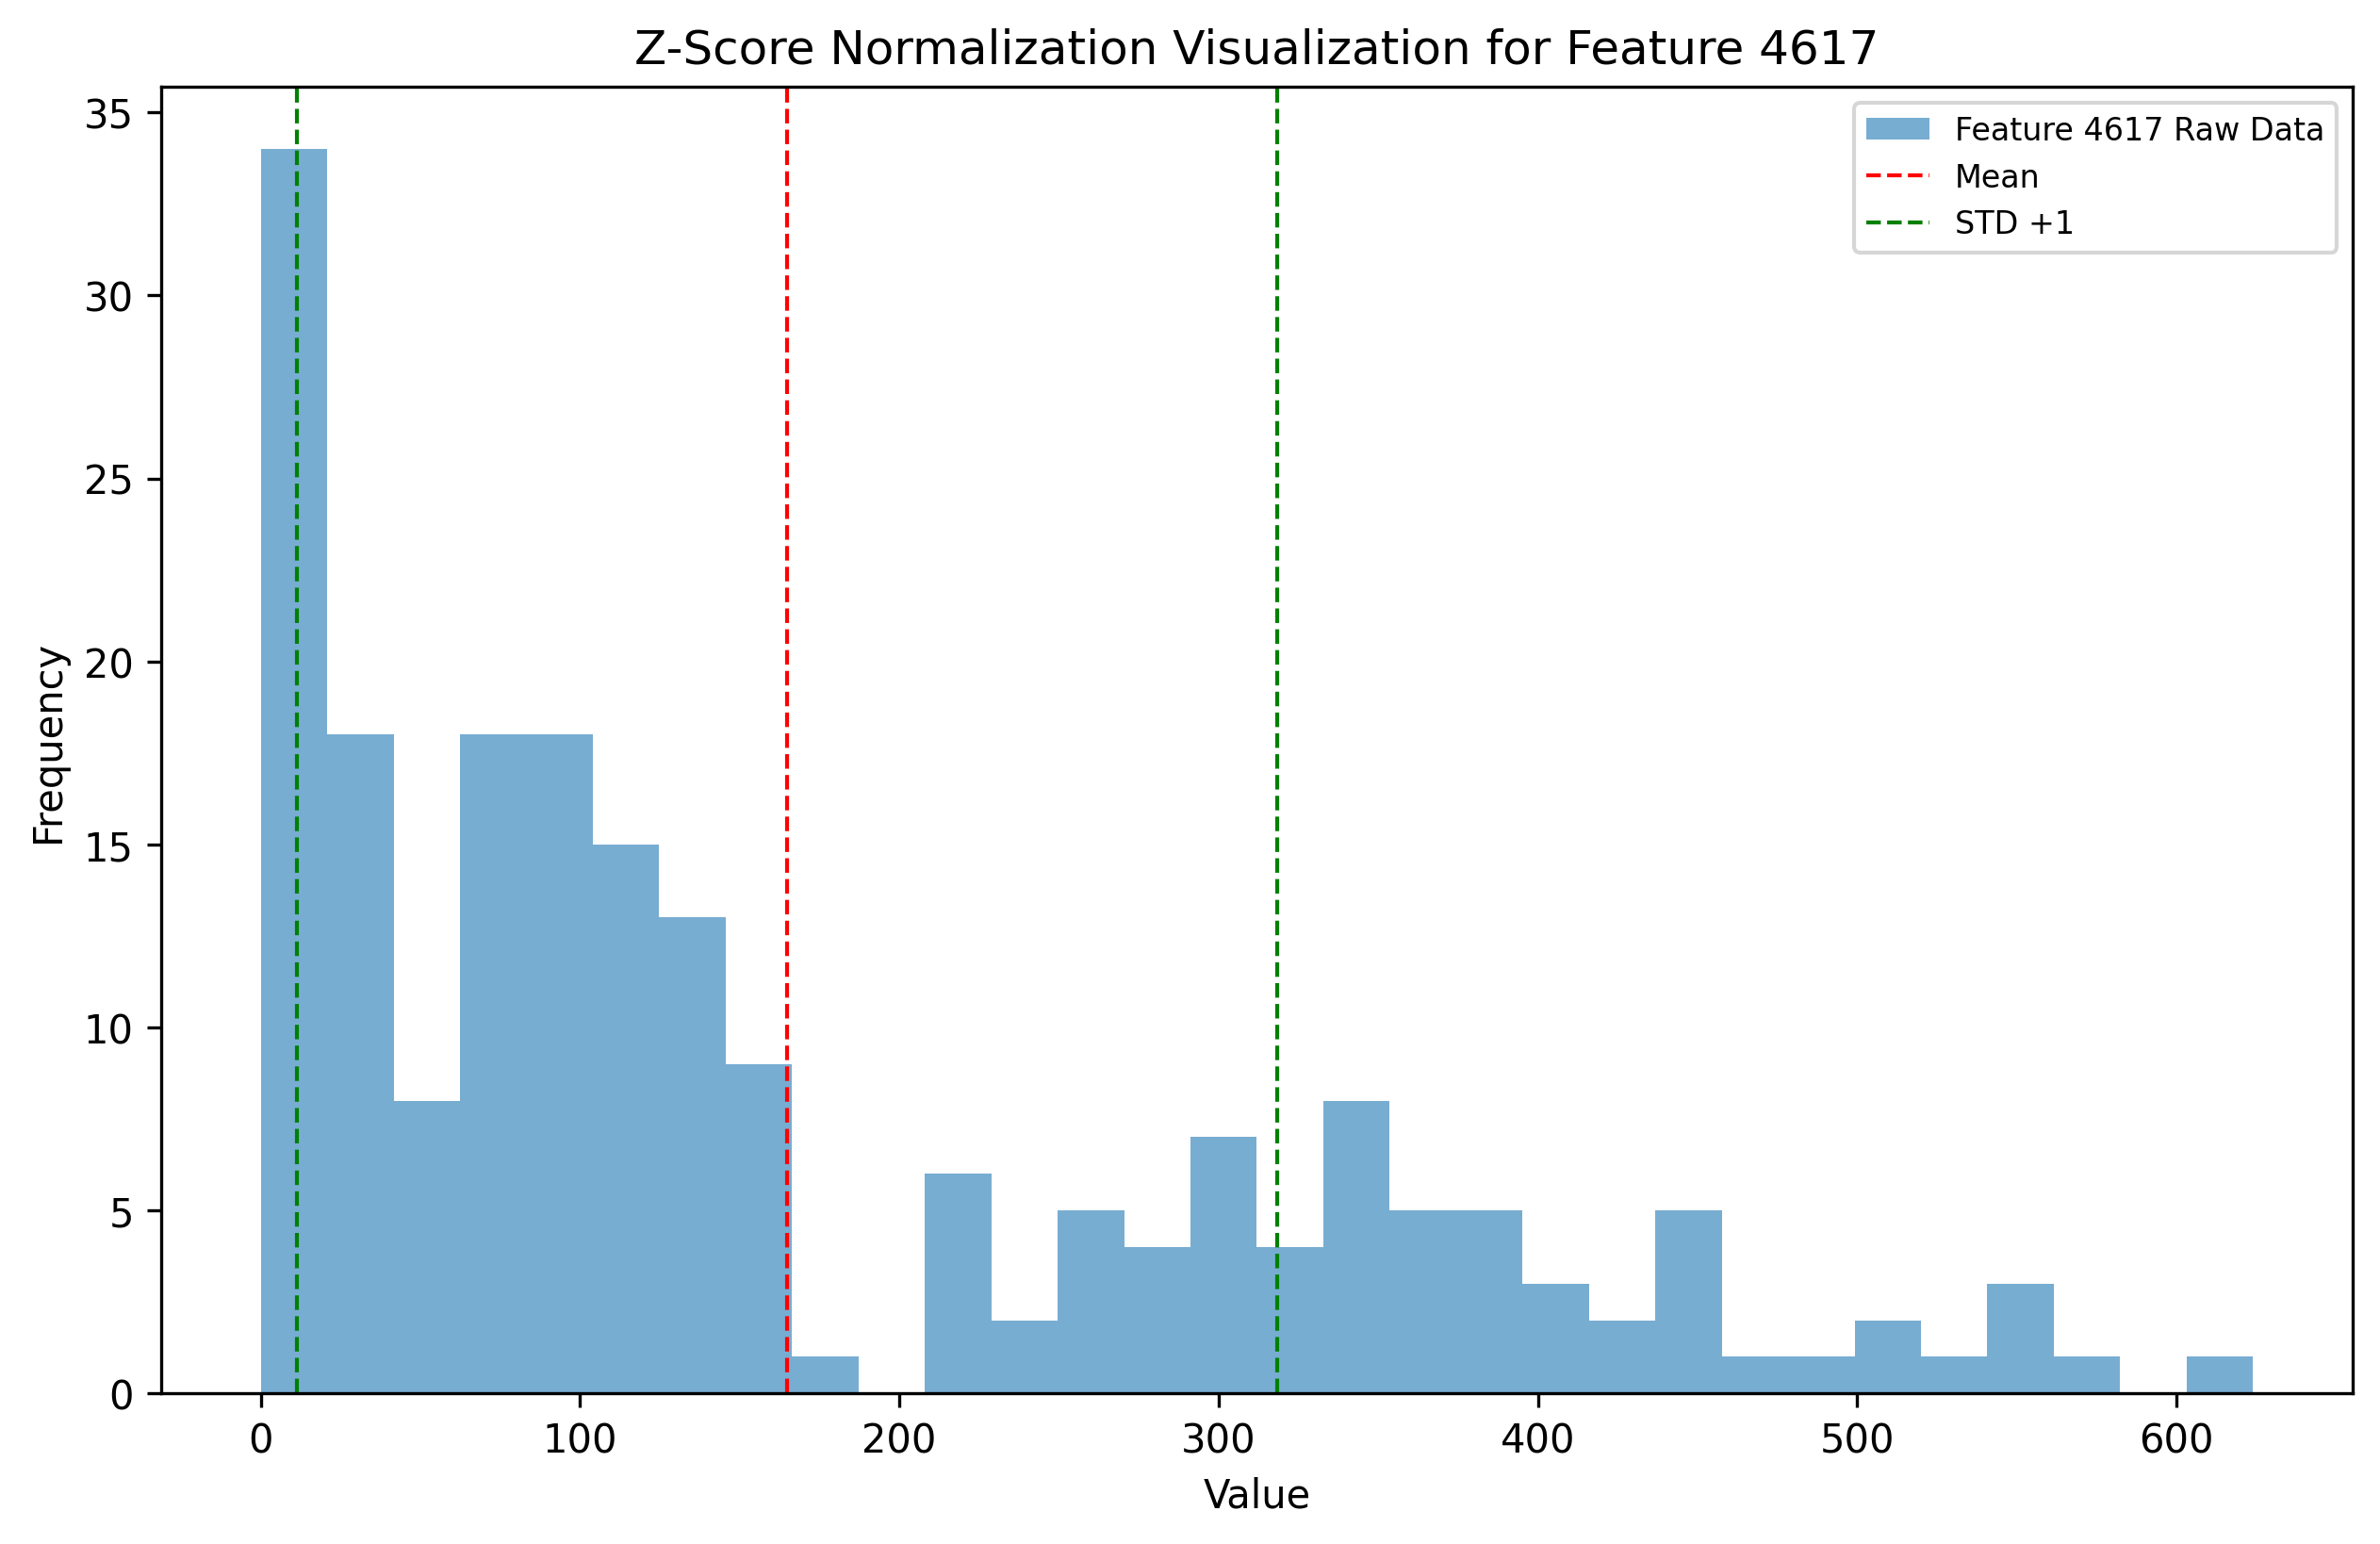 Z-Score Normalization Visualization for Feature 4617
Feature 4617 Raw Data
Mean
STD +1
35
30
25
20
15
10
5
0
Frequency
0 100 200 300 400 500 600
Value